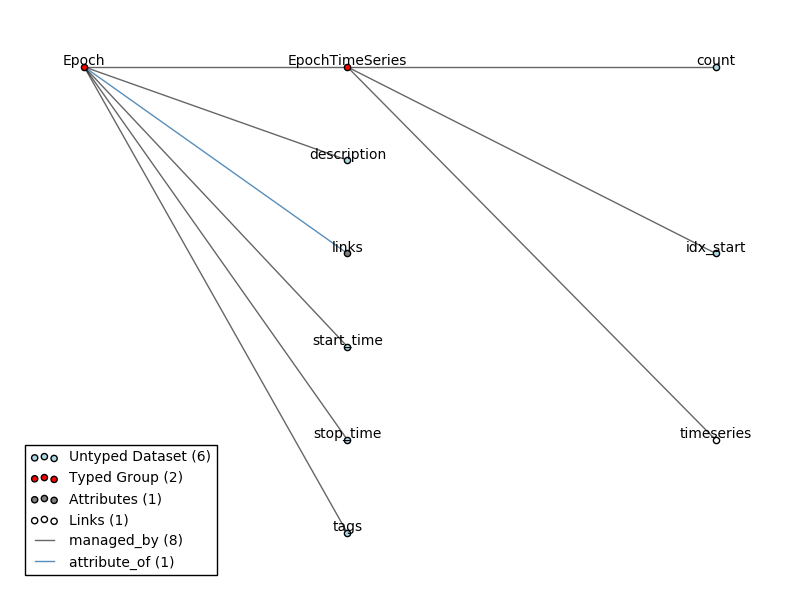 Epoch
EpochTimeSeries
count
description
links
idx_start
start_time
stop_time
timeseries
tags
Untyped Dataset (6)
Typed Group (2)
Attributes (1)
Links (1)
managed_by (8)
attribute_of (1)